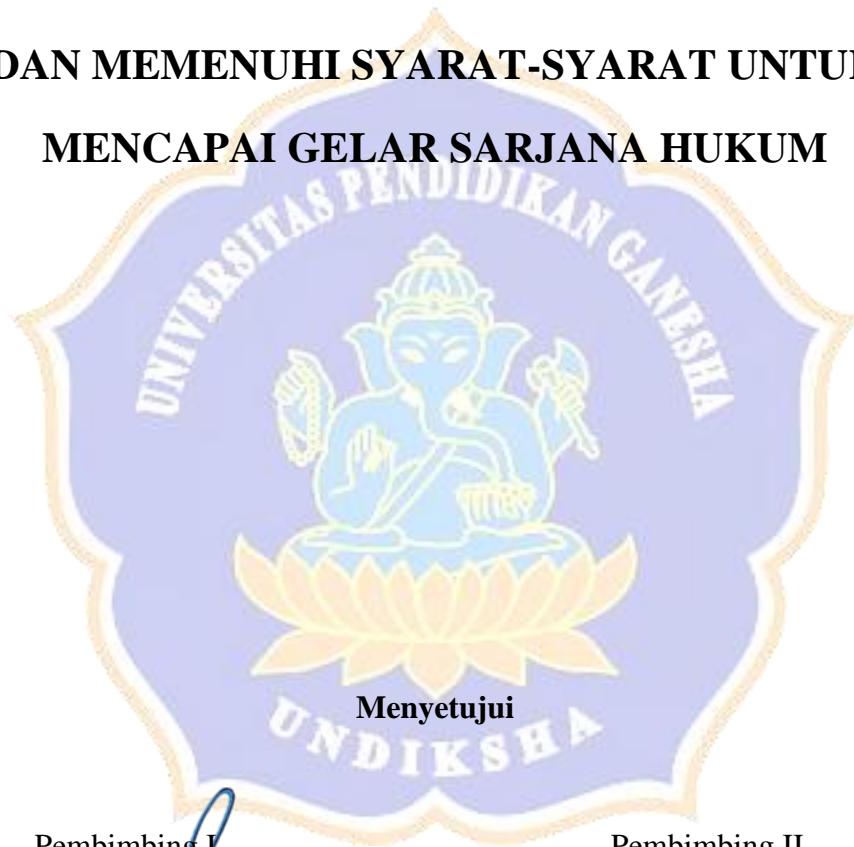 DAN MEMENUHI SYARAT-SYARAT UNTUK
MENCAPAI GELAR SARJANA HUKUM
UNIVERSITAS PENDIDIKAN GANESHA
UNDIKSHA
Menyetujui
Pembimbing I
Pembimbing II